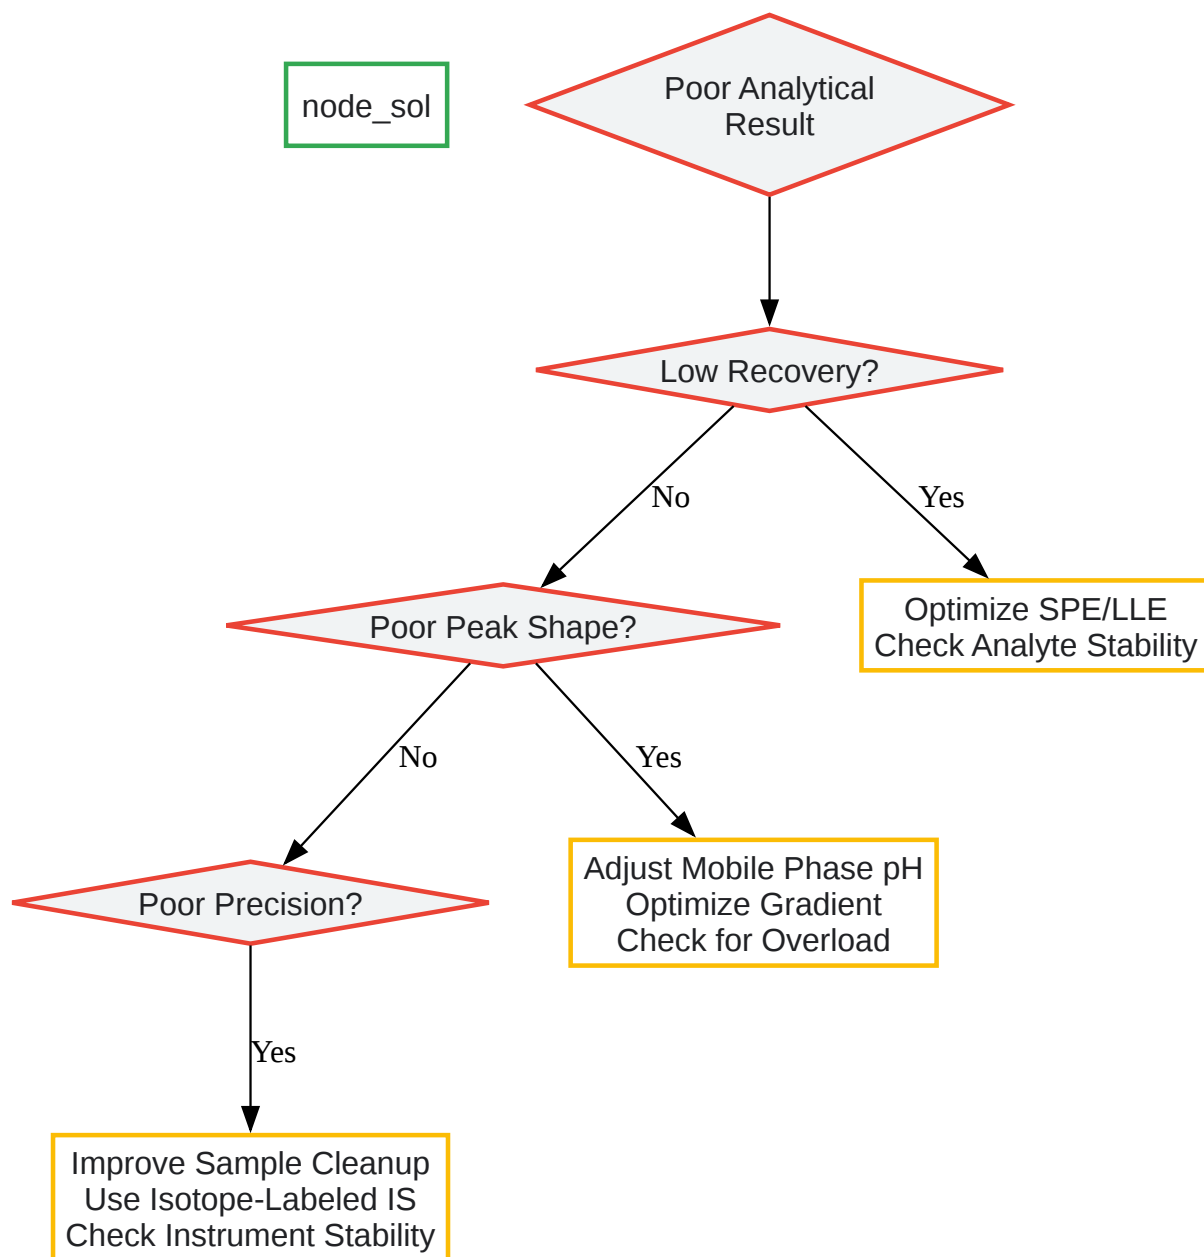 node_sol
Poor Analytical
Result
Low Recovery?
No
Yes
Poor Peak Shape?
Optimize SPE/LLE
Check Analyte Stability
No
Yes
Poor Precision?
Adjust Mobile Phase pH
Optimize Gradient
Check for Overload
Yes
Improve Sample Cleanup
Use Isotope-Labeled IS
Check Instrument Stability